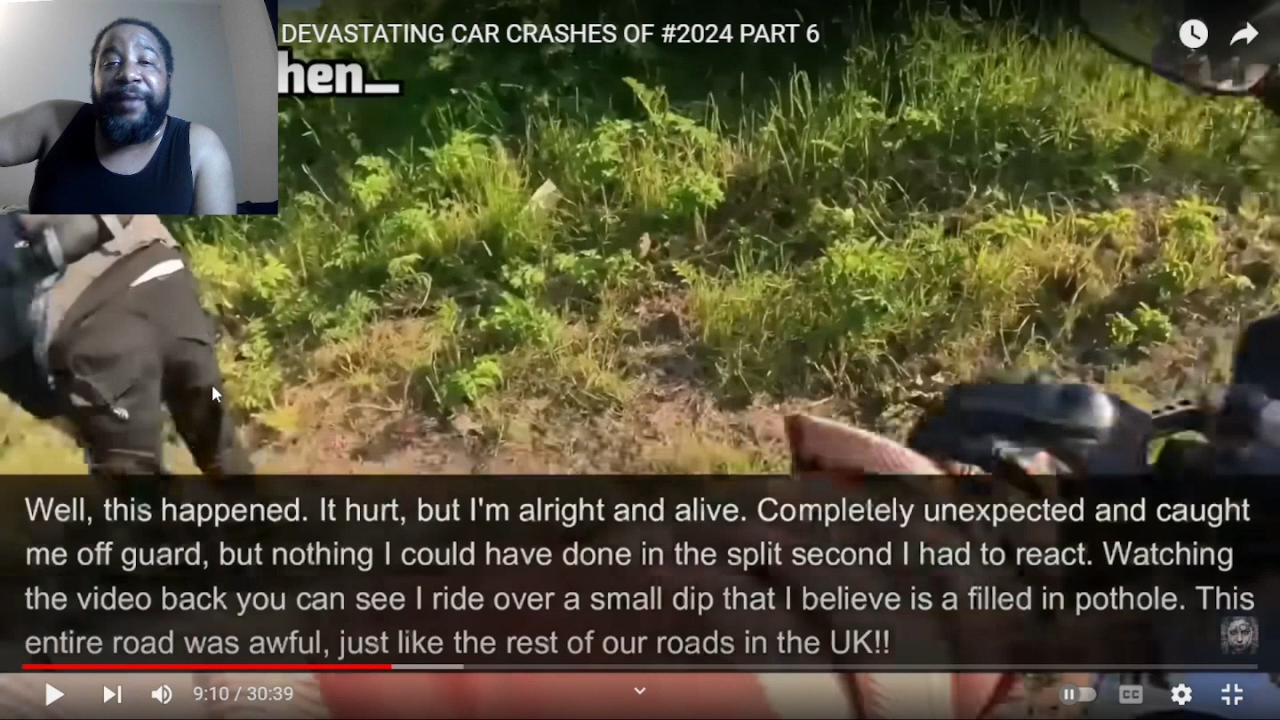 DEVASTATING CAR CRASHES OF #2024 PART 6
hen_
Well, this happened. It hurt, but I'm alright and alive. Completely unexpected and caught
me off guard, but nothing I could have done in the split second I had to react. Watching
the video back you can see I ride over a small dip that I believe is a filled in pothole. This
entire road was awful, just like the rest of our roads in the UK!!
9:10 / 30:39
CC